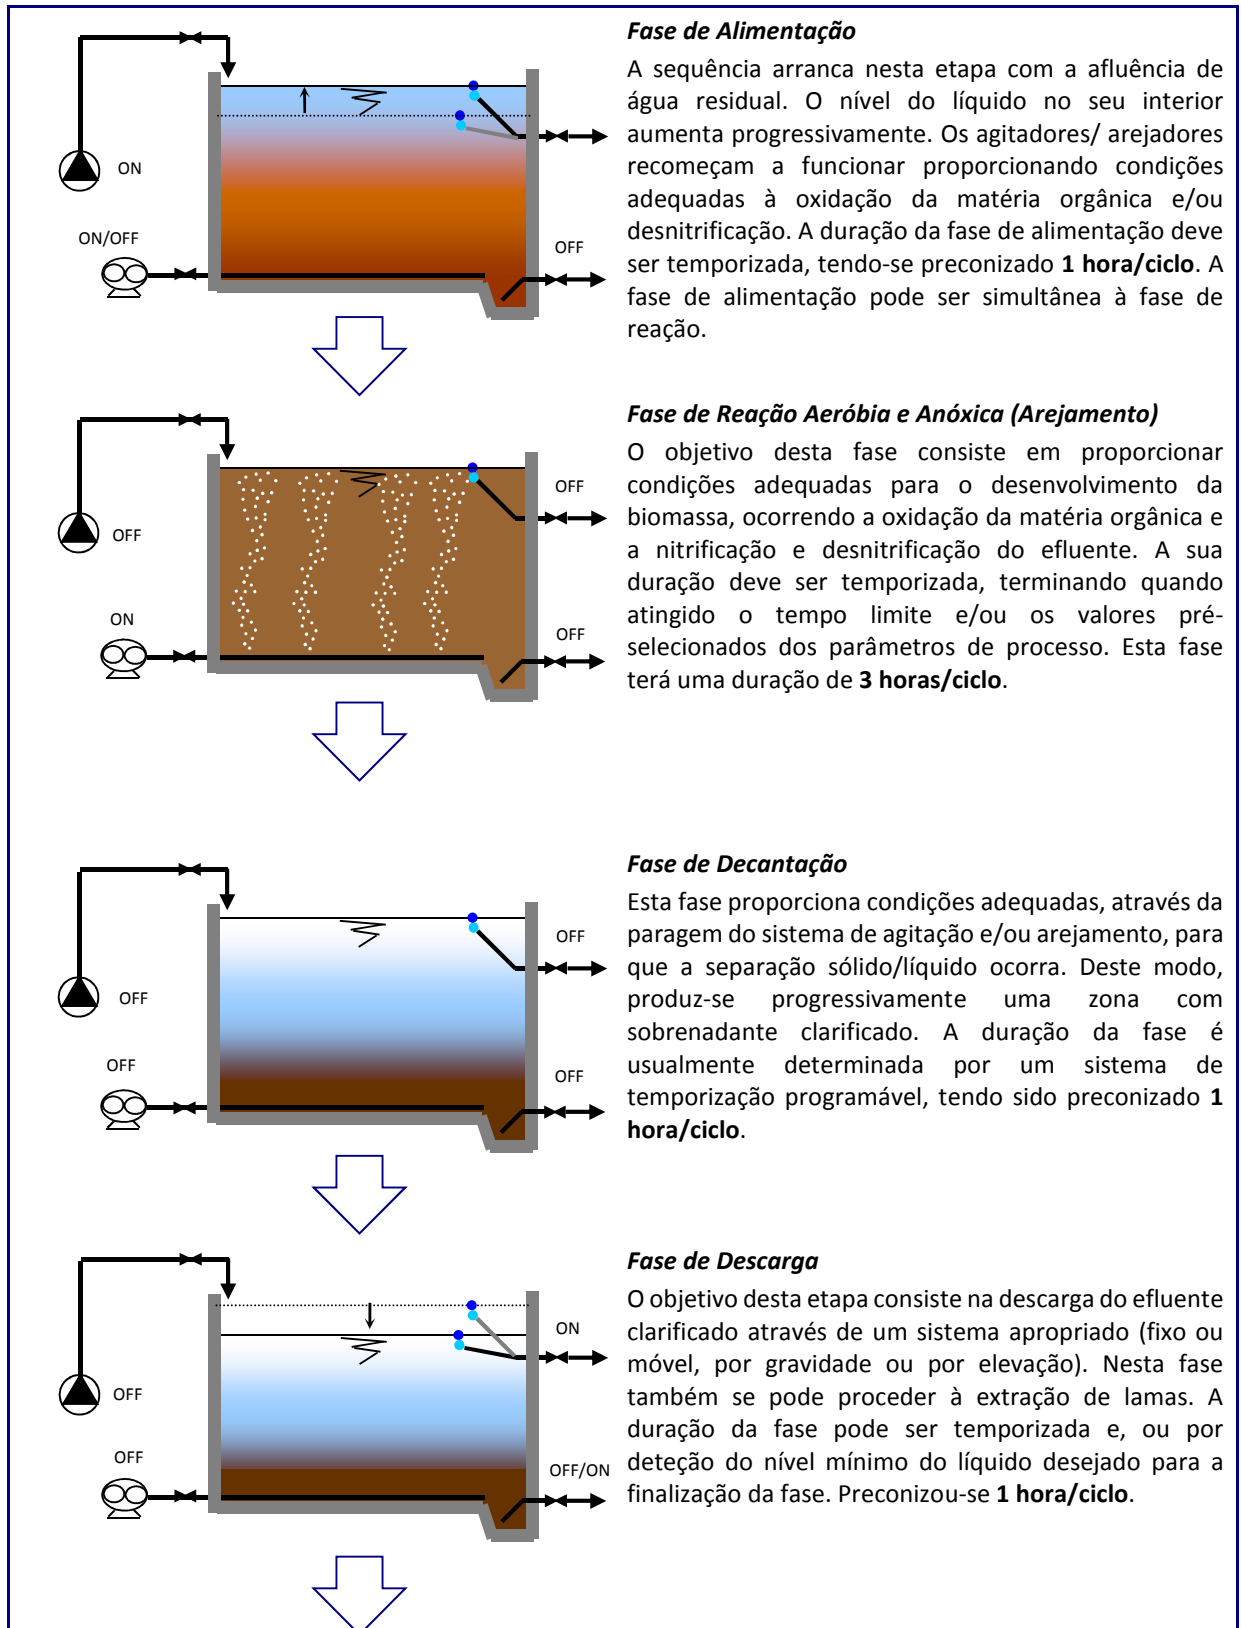 Fase de Alimentação
A sequência arranca nesta etapa com a afluência de
água residual. O nível do líquido no seu interior
aumenta progressivamente. Os agitadores/ arejadores
recomeçam a funcionar proporcionando condições
adequadas à oxidação da matéria orgânica e/ou
desnitrificação. A duração da fase de alimentação deve
ser temporizada, tendo-se preconizado 1 hora/ciclo. A
fase de alimentação pode ser simultânea à fase de
reação.
ON
ON/OFF
OFF
Fase de Reação Aeróbia e Anóxica (Arejamento)
O objetivo desta fase consiste em proporcionar
condições adequadas para o desenvolvimento da
biomassa, ocorrendo a oxidação da matéria orgânica e
a nitrificação e desnitrificação do efluente. A sua
duração deve ser temporizada, terminando quando
atingido o tempo limite e/ou os valores pré-
selecionados dos parâmetros de processo. Esta fase
terá uma duração de 3 horas/ciclo.
OFF
OFF
ON
OFF
Fase de Decantação
Esta fase proporciona condições adequadas, através da
paragem do sistema de agitação e/ou arejamento, para
que a separação sólido/líquido ocorra. Deste modo,
produz-se progressivamente uma zona com
sobrenadante clarificado. A duração da fase é
usualmente determinada por um sistema de
temporização programável, tendo sido preconizado 1
hora/ciclo.
OFF
OFF
OFF
OFF
Fase de Descarga
O objetivo desta etapa consiste na descarga do efluente
clarificado através de um sistema apropriado (fixo ou
móvel, por gravidade ou por elevação). Nesta fase
também se pode proceder à extração de lamas. A
duração da fase pode ser temporizada e, ou por
deteção do nível mínimo do líquido desejado para a
finalização da fase. Preconizou-se 1 hora/ciclo.
ON
OFF
OFF
OFF/ON